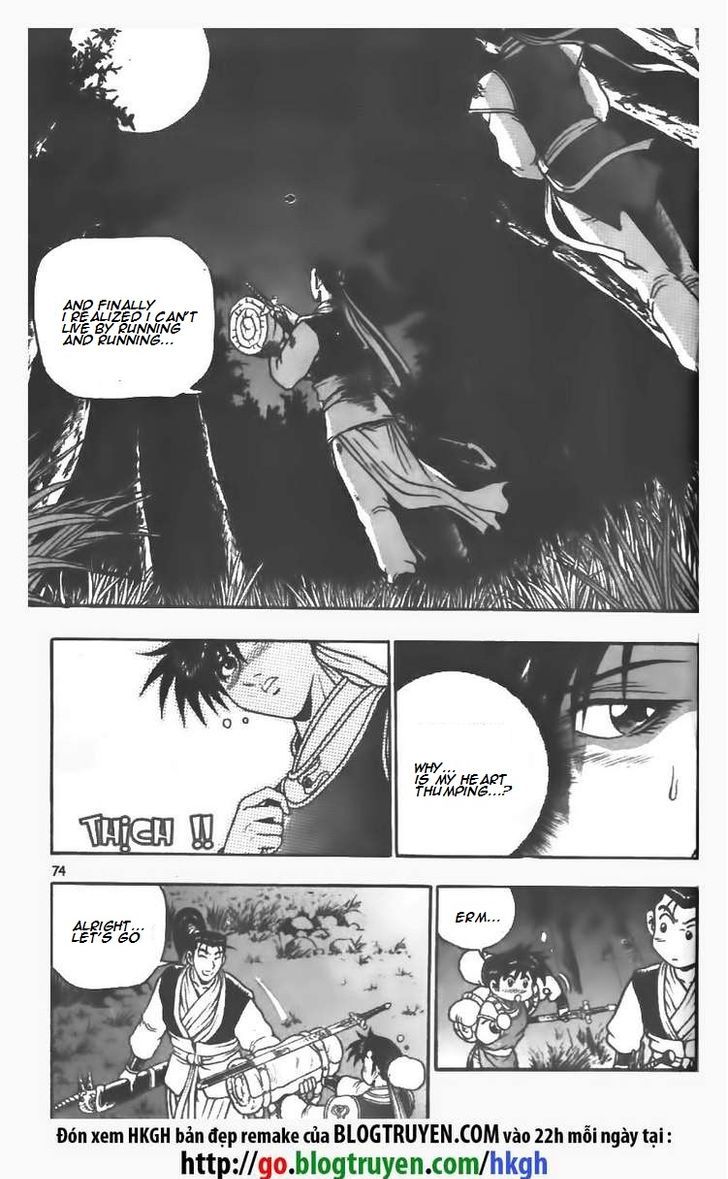 AND FINALLY
I REALIZED I CAN'T
LIVE BY RUNNING
AND RUNNING...
WHY...
IS MY HEART
THUMPING...?
THỊCH !!
74
ALRIGHT...
LET'S GO
ERM...
Đón xem HKGH bản đẹp remake của BLOGTRUYEN.COM vào 22h mỗi ngày tại :
http://go.blogtruyen.com/hkgh